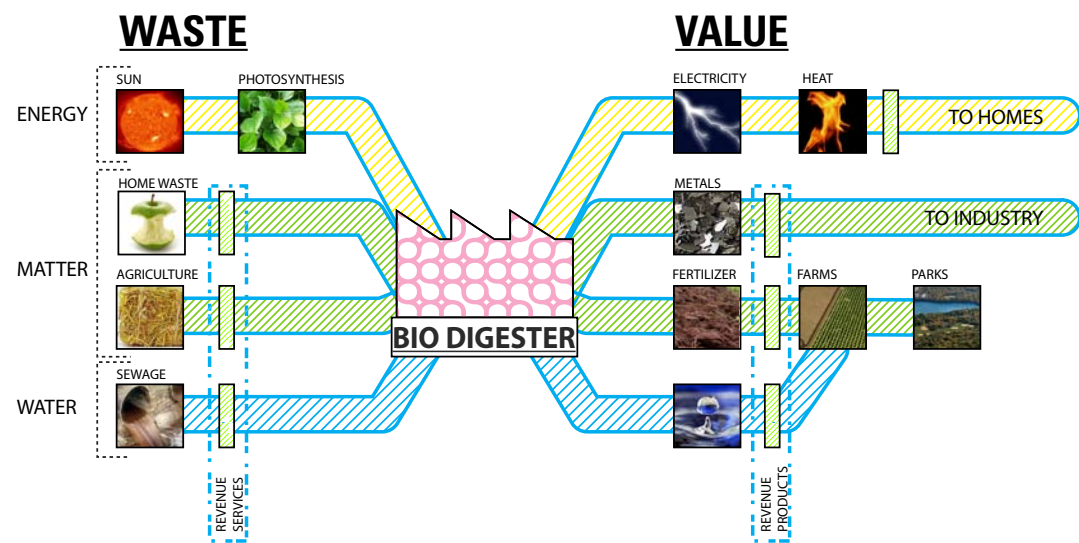 WASTE
VALUE
SUN
PHOTOSYNTHESIS
ELECTRICITY
HEAT
ENERGY
TO HOMES
HOME WASTE
METALS
TO INDUSTRY
MATTER
AGRICULTURE
FERTILIZER
FARMS
PARKS
BIO DIGESTER
SEWAGE
WATER
REVENUE
SERVICES
REVENUE
PRODUCTS